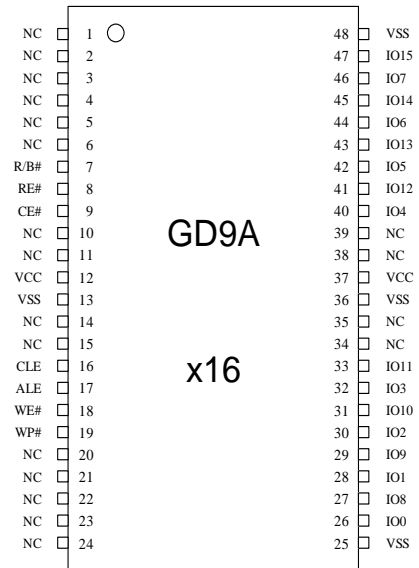 NC 1 48 VSS
NC 2 47 IO15
NC 3 46 IO7
NC 4 45 IO14
NC 5 44 IO6
NC 6 43 IO13
R/B# 7 42 IO5
RE# 8 41 IO12
CE# 9 40 IO4
NC 10 39 NC
GD9A
NC 11 38 NC
VCC 12 37 VCC
VSS 13 36 VSS
NC 14 35 NC
NC 15 34 NC
CLE 16 33 IO11
x16
ALE 17 32 IO3
WE# 18 31 IO10
WP# 19 30 IO2
NC 20 29 IO9
NC 21 28 IO1
NC 22 27 IO8
NC 23 26 IO0
NC 24 25 VSS